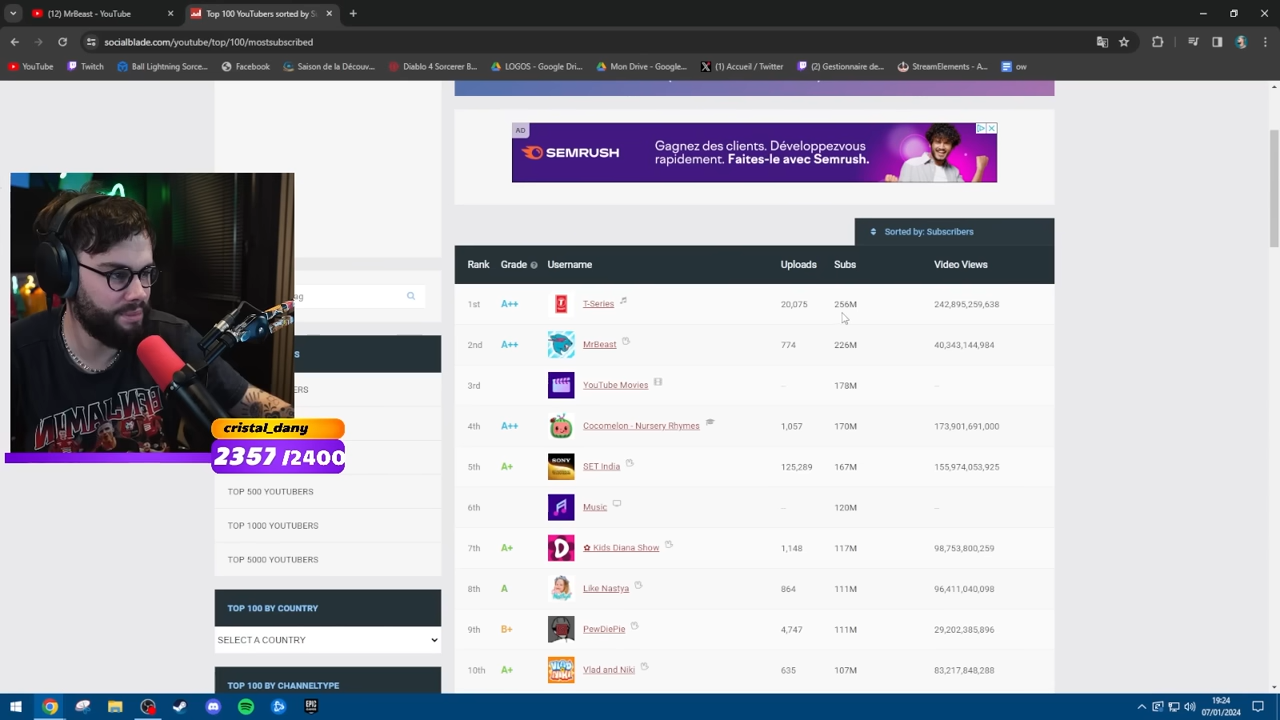 (12) MrBeast - YouTube
Top 100 YouTubers sorted by S
socialblade.com/youtube/top/100/mostsubscribed
YouTube
Twitch
Ball Lightning Sorce...
Facebook
Saison de la Découv...
Diablo 4 Sorcerer B...
LOGOS - Google Dri...
Mon Drive - Google...
(1) Accueil / Twitter
(2) Gestionnaire de...
StreamElements - A...
ow
AD
SEMRUSH
Gagnez des clients. Développezvous
rapidement. Faites-le avec Semrush.
Sorted by: Subscribers
Rank Grade Username Uploads Subs Video Views
1st A++ T-Series 20,075 256M 242,895,259,638
2nd A++ MrBeast 774 226M 40,343,144,984
3rd YouTube Movies -- 178M --
4th A++ Cocomelon - Nursery Rhymes 1,057 170M 173,901,691,000
5th A+ SET India 125,289 167M 155,974,053,925
6th Music -- 120M --
7th A+ ✿ Kids Diana Show 1,148 117M 98,753,800,259
8th A Like Nastya 864 111M 96,411,040,098
9th B+ PewDiePie 4,747 111M 29,202,385,896
10th A+ Vlad and Niki 635 107M 83,217,848,288
ag
S
ERS
cristal_dany
2357 /2400
TOP 500 YOUTUBERS
TOP 1000 YOUTUBERS
TOP 5000 YOUTUBERS
TOP 100 BY COUNTRY
SELECT A COUNTRY
TOP 100 BY CHANNELTYPE
19:24
07/01/2024